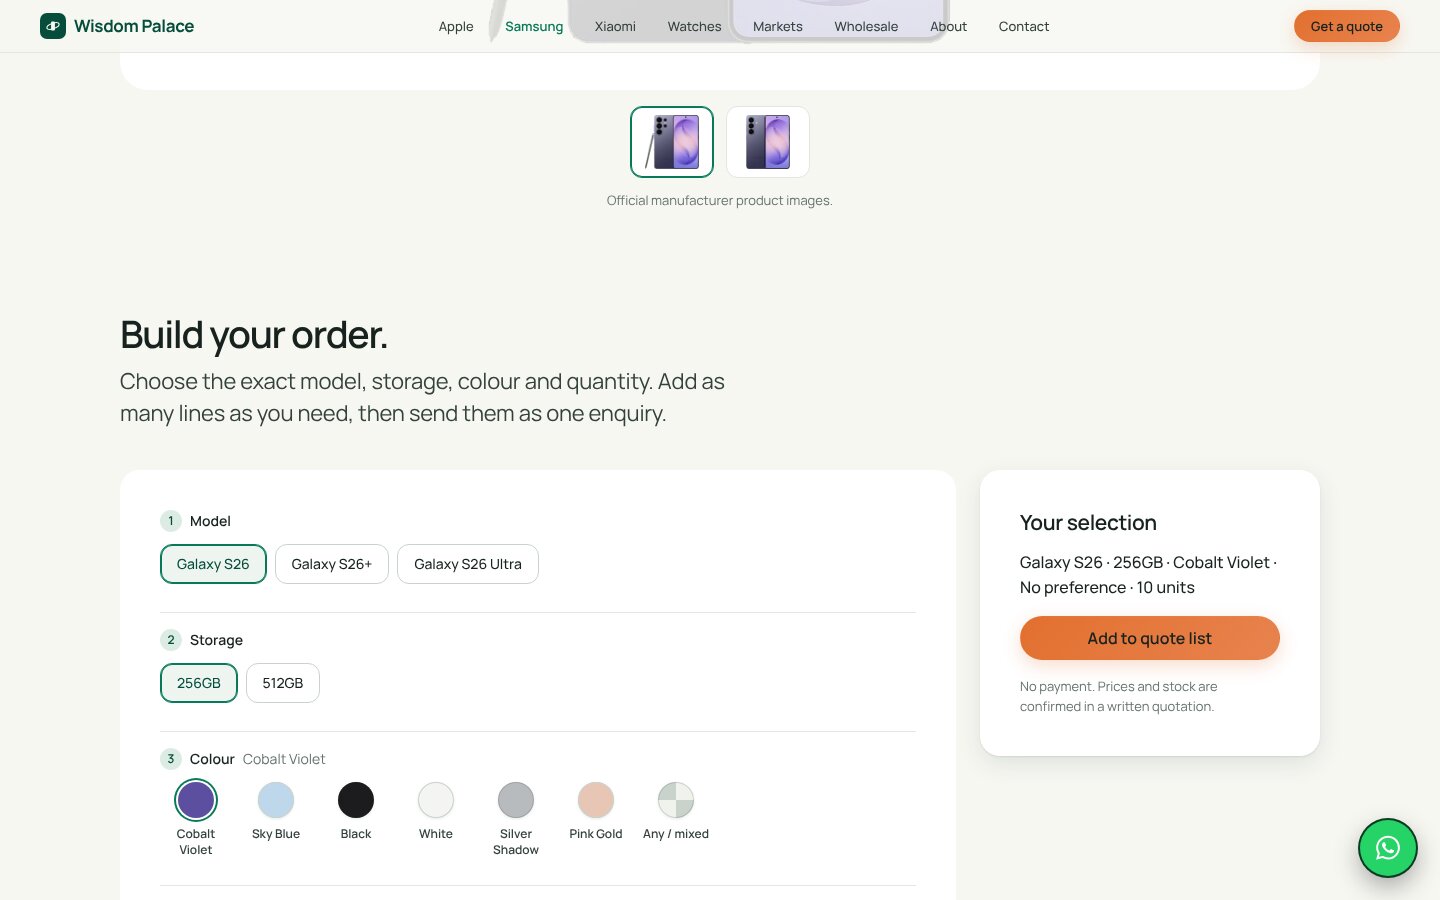 Wisdom Palace
Apple
Samsung
Xiaomi
Watches
Markets
Wholesale
About
Contact
Get a quote
Official manufacturer product images.
Build your order.
Choose the exact model, storage, colour and quantity. Add as
many lines as you need, then send them as one enquiry.
1 Model
Galaxy S26
Galaxy S26+
Galaxy S26 Ultra
2 Storage
256GB
512GB
3 Colour Cobalt Violet
Cobalt
Violet
Sky Blue
Black
White
Silver
Shadow
Pink Gold
Any / mixed
Your selection
Galaxy S26 · 256GB · Cobalt Violet ·
No preference · 10 units
Add to quote list
No payment. Prices and stock are
confirmed in a written quotation.